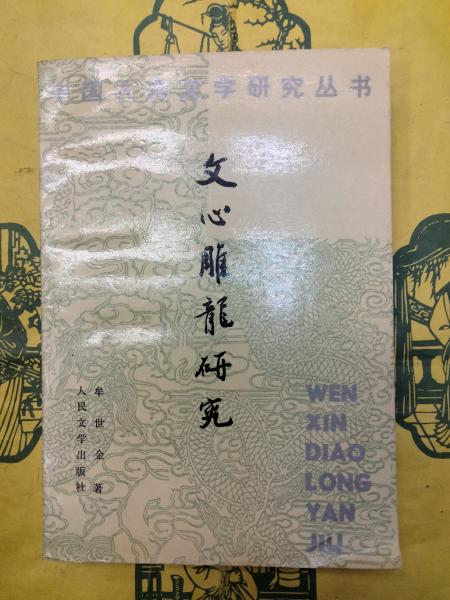 中国古典文学研究丛书
文心雕龍研究
牟世金著
人民文学出版社
WEN
XIN
DIAO
LONG
YAN
JIU